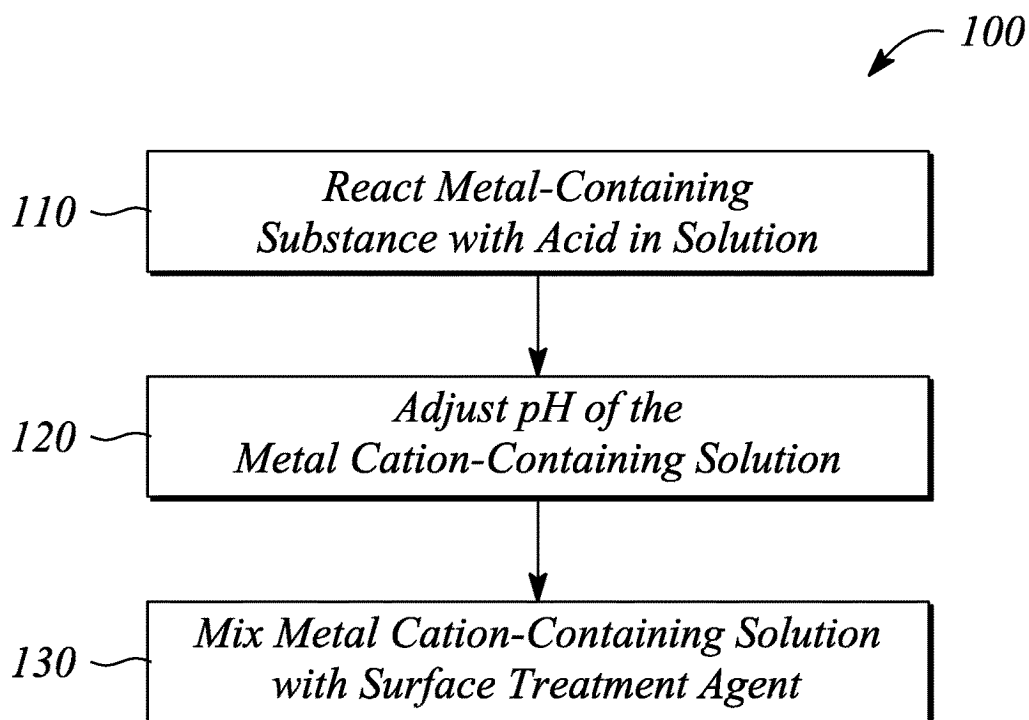 100
110
React Metal-Containing
Substance with Acid in Solution
120
Adjust pH of the
Metal Cation-Containing Solution
130
Mix Metal Cation-Containing Solution
with Surface Treatment Agent